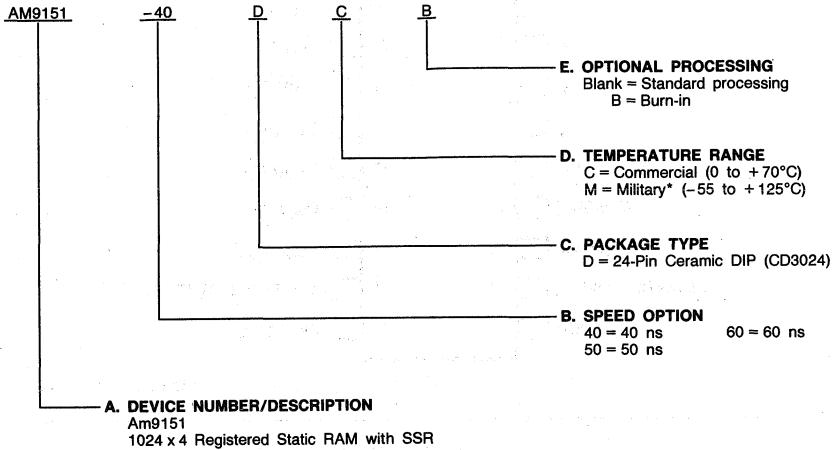 AM9151 -40 D C B
E. OPTIONAL PROCESSING
Blank = Standard processing
B = Burn-in
D. TEMPERATURE RANGE
C = Commercial (0 to +70°C)
M = Military* (-55 to +125°C)
C. PACKAGE TYPE
D = 24-Pin Ceramic DIP (CD3024)
B. SPEED OPTION
40 = 40 ns 60 = 60 ns
50 = 50 ns
A. DEVICE NUMBER/DESCRIPTION
Am9151
1024 x 4 Registered Static RAM with SSR